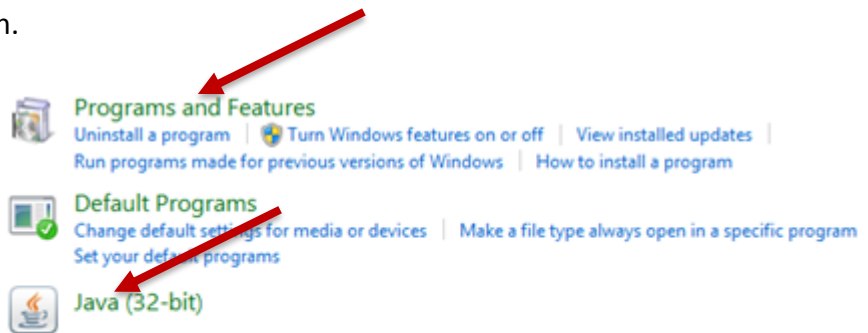 n.
Programs and Features
Uninstall a program | Turn Windows features on or off | View installed updates |
Run programs made for previous versions of Windows | How to install a program
Default Programs
Change default settings for media or devices | Make a file type always open in a specific program
Set your default programs
Java (32-bit)